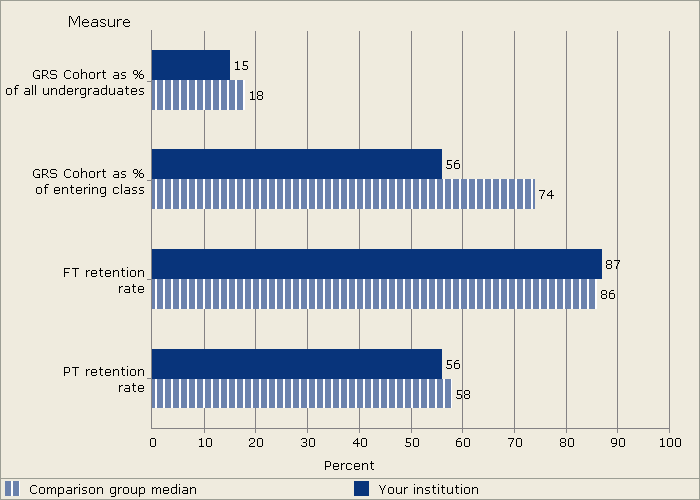 Measure
GRS Cohort as %
of all undergraduates
15
18
GRS Cohort as %
of entering class
56
74
FT retention
rate
87
86
PT retention
rate
56
58
0 10 20 30 40 50 60 70 80 90 100
Percent
Comparison group median Your institution